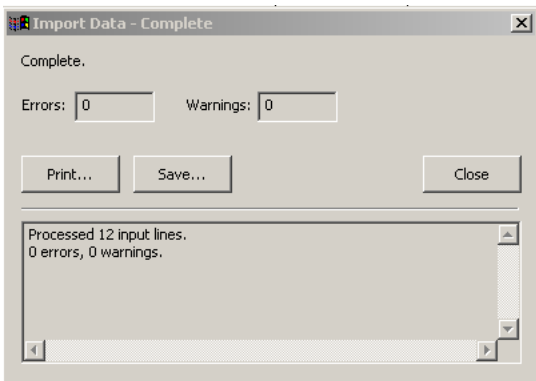 Import Data - Complete
Complete.
Errors: 0 Warnings: 0
Print... Save... Close
Processed 12 input lines.
0 errors, 0 warnings.